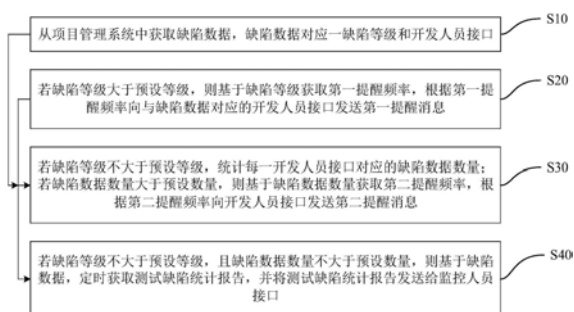 从项目管理系统中获取缺陷数据，缺陷数据对应一缺陷等级和开发人员接口
S10
若缺陷等级大于预设等级，则基于缺陷等级获取第一提醒频率，根据第一提
醒频率向与缺陷数据对应的开发人员接口发送第一提醒消息
S20
若缺陷等级不大于预设等级，统计每一开发人员接口对应的缺陷数据数量；
若缺陷数据数量大于预设数量，则基于缺陷数据数量获取第二提醒频率，根
据第二提醒频率向开发人员接口发送第二提醒消息
S30
若缺陷等级不大于预设等级，且缺陷数据数量不大于预设数量，则基于缺陷
数据，定时获取测试缺陷统计报告，并将测试缺陷统计报告发送给监控人员
接口
S40